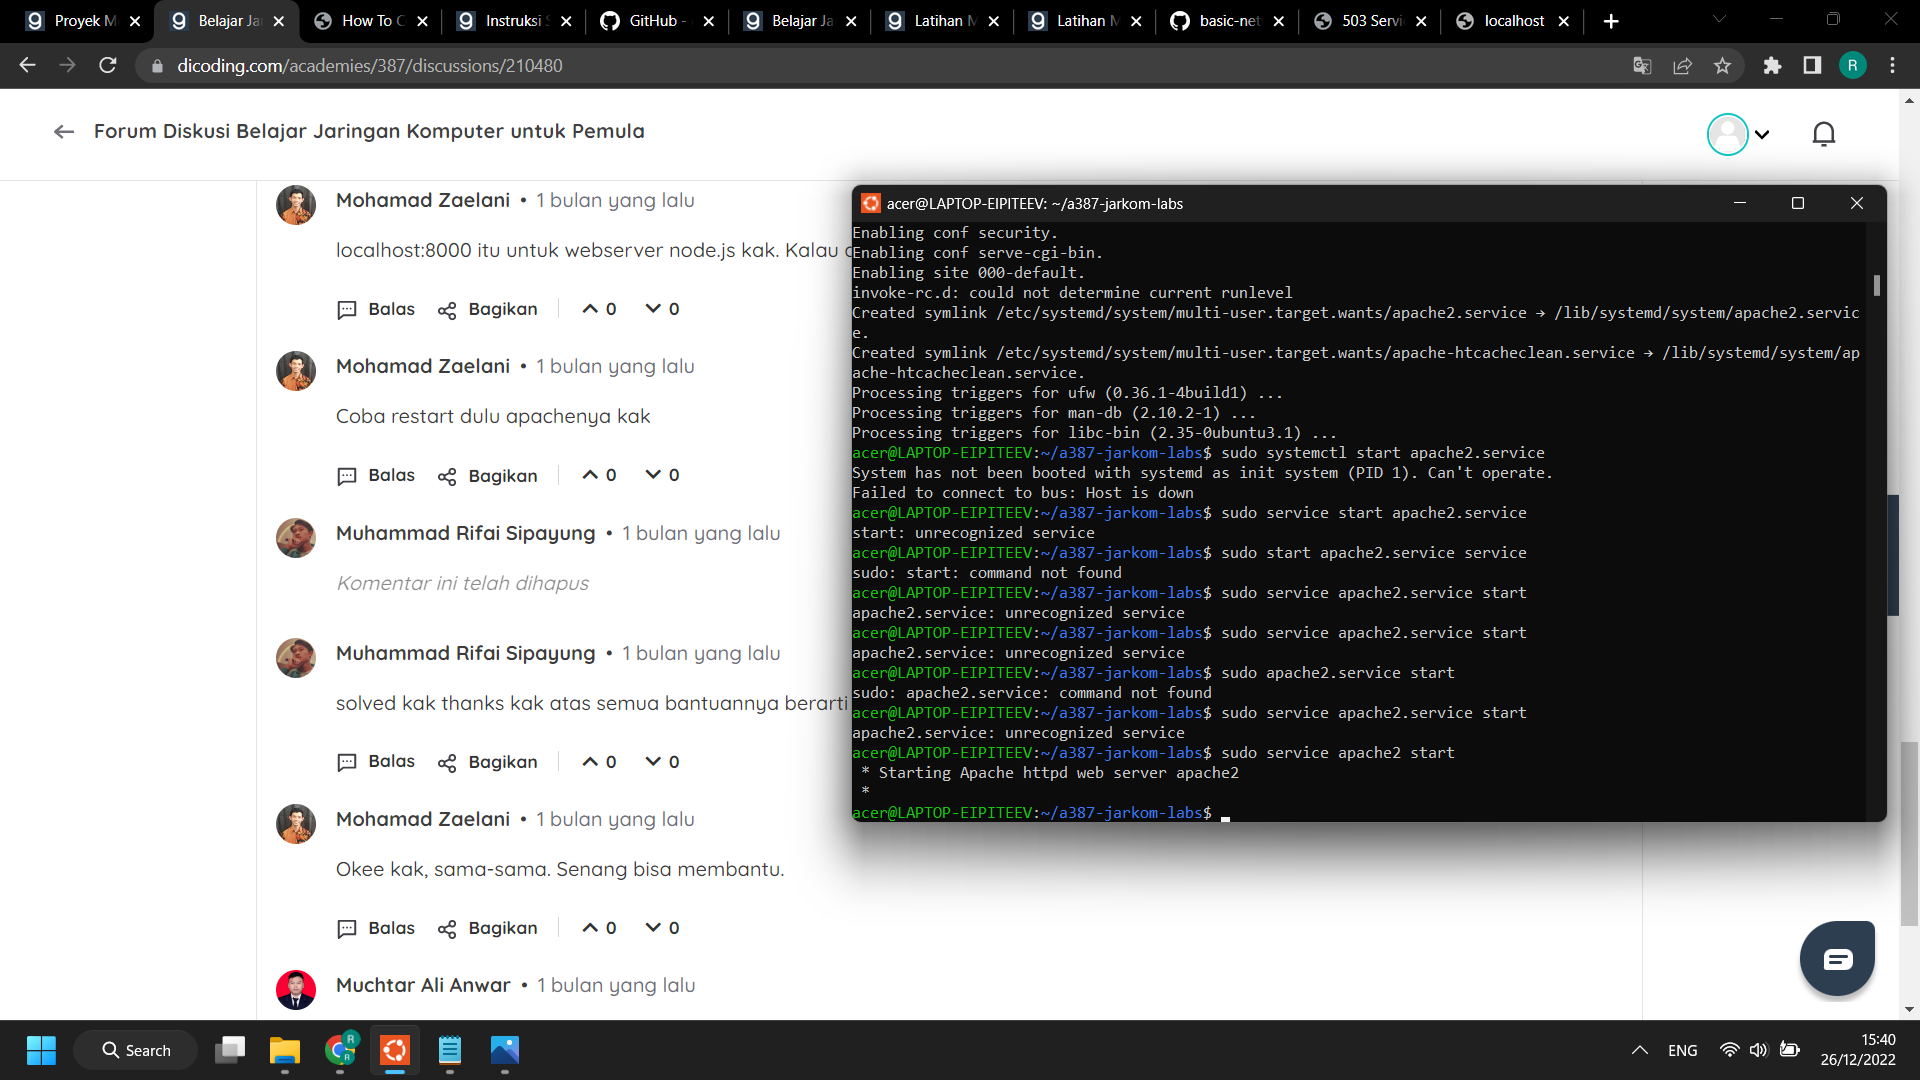 Proyek M
Belajar Ja
How To C
Instruksi S
GitHub -
Belajar Ja
Latihan M
Latihan M
basic-net
503 Servi
localhost
dicoding.com/academies/387/discussions/210480
R
Forum Diskusi Belajar Jaringan Komputer untuk Pemula
Mohamad Zaelani • 1 bulan yang lalu
localhost:8000 itu untuk webserver node.js kak. Kalau
Balas Bagikan 0 0
Mohamad Zaelani • 1 bulan yang lalu
Coba restart dulu apachenya kak
Balas Bagikan 0 0
Muhammad Rifai Sipayung • 1 bulan yang lalu
Komentar ini telah dihapus
Muhammad Rifai Sipayung • 1 bulan yang lalu
solved kak thanks kak atas semua bantuannya berarti
Balas Bagikan 0 0
Mohamad Zaelani • 1 bulan yang lalu
Okee kak, sama-sama. Senang bisa membantu.
Balas Bagikan 0 0
Muchtar Ali Anwar • 1 bulan yang lalu
acer@LAPTOP-EIPITEEV: ~/a387-jarkom-labs
Enabling conf security.
Enabling conf serve-cgi-bin.
Enabling site 000-default.
invoke-rc.d: could not determine current runlevel
Created symlink /etc/systemd/system/multi-user.target.wants/apache2.service → /lib/systemd/system/apache2.servic
e.
Created symlink /etc/systemd/system/multi-user.target.wants/apache-htcacheclean.service → /lib/systemd/system/ap
ache-htcacheclean.service.
Processing triggers for ufw (0.36.1-4build1) ...
Processing triggers for man-db (2.10.2-1) ...
Processing triggers for libc-bin (2.35-0ubuntu3.1) ...
acer@LAPTOP-EIPITEEV:~/a387-jarkom-labs$ sudo systemctl start apache2.service
System has not been booted with systemd as init system (PID 1). Can't operate.
Failed to connect to bus: Host is down
acer@LAPTOP-EIPITEEV:~/a387-jarkom-labs$ sudo service start apache2.service
start: unrecognized service
acer@LAPTOP-EIPITEEV:~/a387-jarkom-labs$ sudo start apache2.service service
sudo: start: command not found
acer@LAPTOP-EIPITEEV:~/a387-jarkom-labs$ sudo service apache2.service start
apache2.service: unrecognized service
acer@LAPTOP-EIPITEEV:~/a387-jarkom-labs$ sudo service apache2.service start
apache2.service: unrecognized service
acer@LAPTOP-EIPITEEV:~/a387-jarkom-labs$ sudo apache2.service start
sudo: apache2.service: command not found
acer@LAPTOP-EIPITEEV:~/a387-jarkom-labs$ sudo service apache2.service start
apache2.service: unrecognized service
acer@LAPTOP-EIPITEEV:~/a387-jarkom-labs$ sudo service apache2 start
* Starting Apache httpd web server apache2
*
acer@LAPTOP-EIPITEEV:~/a387-jarkom-labs$
Search
R
R
ENG
15:40
26/12/2022